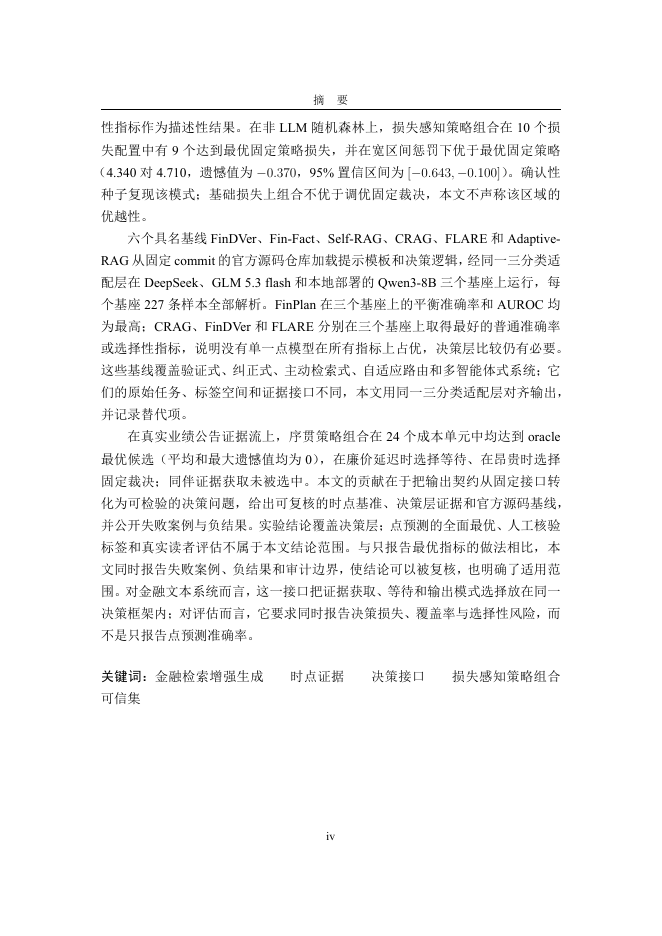 摘 要
性指标作为描述性结果。在非 LLM 随机森林上，损失感知策略组合在 10 个损
失配置中有 9 个达到最优固定策略损失，并在宽区间惩罚下优于最优固定策略
（4.340 对 4.710，遗憾值为 −0.370，95% 置信区间为 [−0.643, −0.100]）。确认性
种子复现该模式；基础损失上组合不优于调优固定裁决，本文不声称该区域的
优越性。
六个具名基线 FinDVer、Fin-Fact、Self-RAG、CRAG、FLARE 和 Adaptive-
RAG 从固定 commit 的官方源码仓库加载提示模板和决策逻辑，经同一三分类适
配层在 DeepSeek、GLM 5.3 flash 和本地部署的 Qwen3-8B 三个基座上运行，每
个基座 227 条样本全部解析。FinPlan 在三个基座上的平衡准确率和 AUROC 均
为最高；CRAG、FinDVer 和 FLARE 分别在三个基座上取得最好的普通准确率
或选择性指标，说明没有单一点模型在所有指标上占优，决策层比较仍有必要。
这些基线覆盖验证式、纠正式、主动检索式、自适应路由和多智能体式系统；它
们的原始任务、标签空间和证据接口不同，本文用同一三分类适配层对齐输出，
并记录替代项。
在真实业绩公告证据流上，序贯策略组合在 24 个成本单元中均达到 oracle
最优候选（平均和最大遗憾值均为 0），在廉价延迟时选择等待、在昂贵时选择
固定裁决；同伴证据获取未被选中。本文的贡献在于把输出契约从固定接口转
化为可检验的决策问题，给出可复核的时点基准、决策层证据和官方源码基线，
并公开失败案例与负结果。实验结论覆盖决策层；点预测的全面最优、人工核验
标签和真实读者评估不属于本文结论范围。与只报告最优指标的做法相比，本
文同时报告失败案例、负结果和审计边界，使结论可以被复核，也明确了适用范
围。对金融文本系统而言，这一接口把证据获取、等待和输出模式选择放在同一
决策框架内；对评估而言，它要求同时报告决策损失、覆盖率与选择性风险，而
不是只报告点预测准确率。
关键词：金融检索增强生成 时点证据 决策接口 损失感知策略组合
可信集
iv